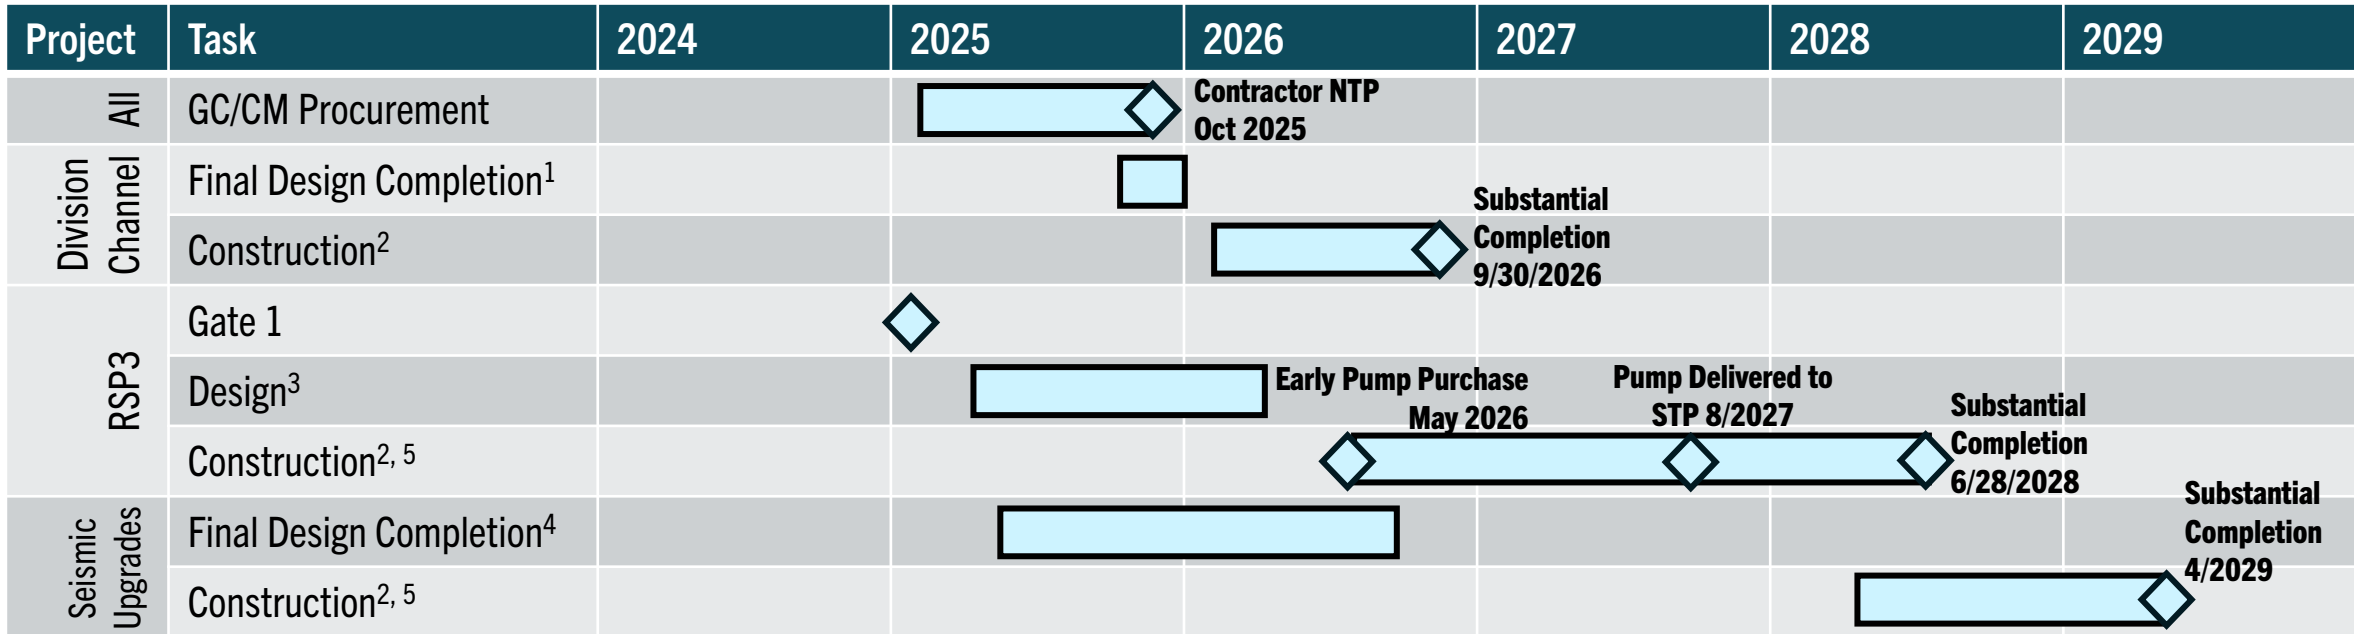 Project Task 2024 2025 2026 2027 2028 2029
All
GC/CM Procurement
Contractor NTP
Oct 2025
Division
Channel
Final Design Completion¹
Construction²
Substantial
Completion
9/30/2026
RSP3
Gate 1
Design³
Early Pump Purchase
May 2026
Pump Delivered to
STP 8/2027
Construction², ⁵
Substantial
Completion
6/28/2028
Seismic
Upgrades
Final Design Completion⁴
Construction², ⁵
Substantial
Completion
4/2029